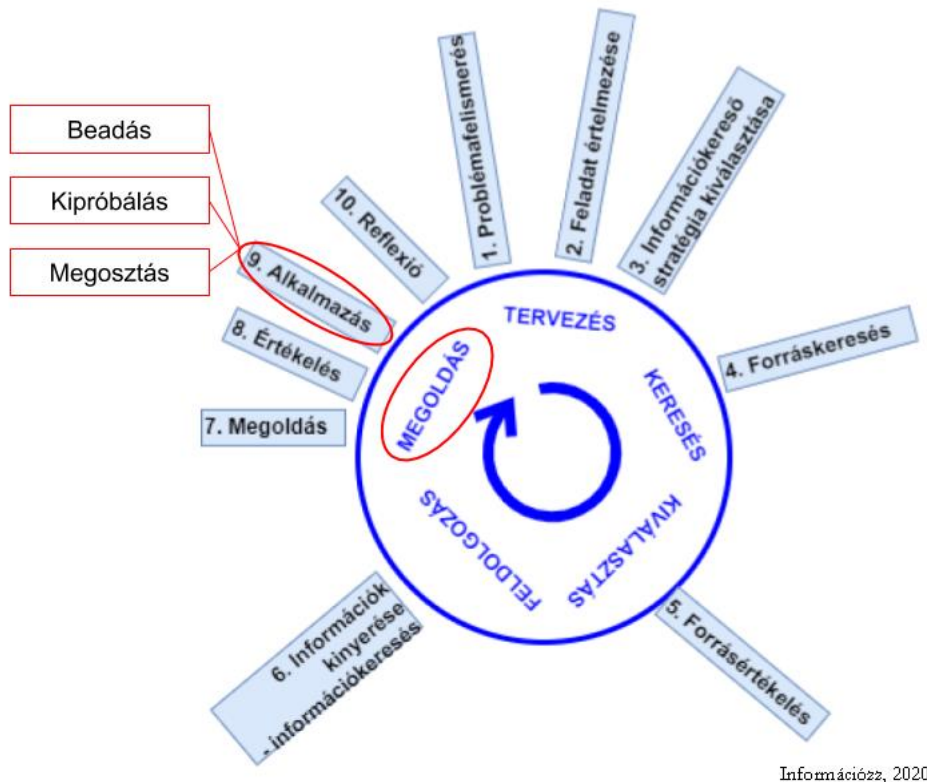 Beadás
Kipróbálás
Megosztás
1. Problémafelismerés
2. Feladat értelmezése
3. Információkereső
stratégia kiválasztása
4. Forráskeresés
5. Forrásértékelés
6. Információk
kinyerése
- információkeresés
7. Megoldás
8. Értékelés
9. Alkalmazás
10. Reflexió
TERVEZÉS
KERESÉS
KIVÁLASZTÁS
FELDOLGOZÁS
MEGOLDÁS
Információzz, 2020